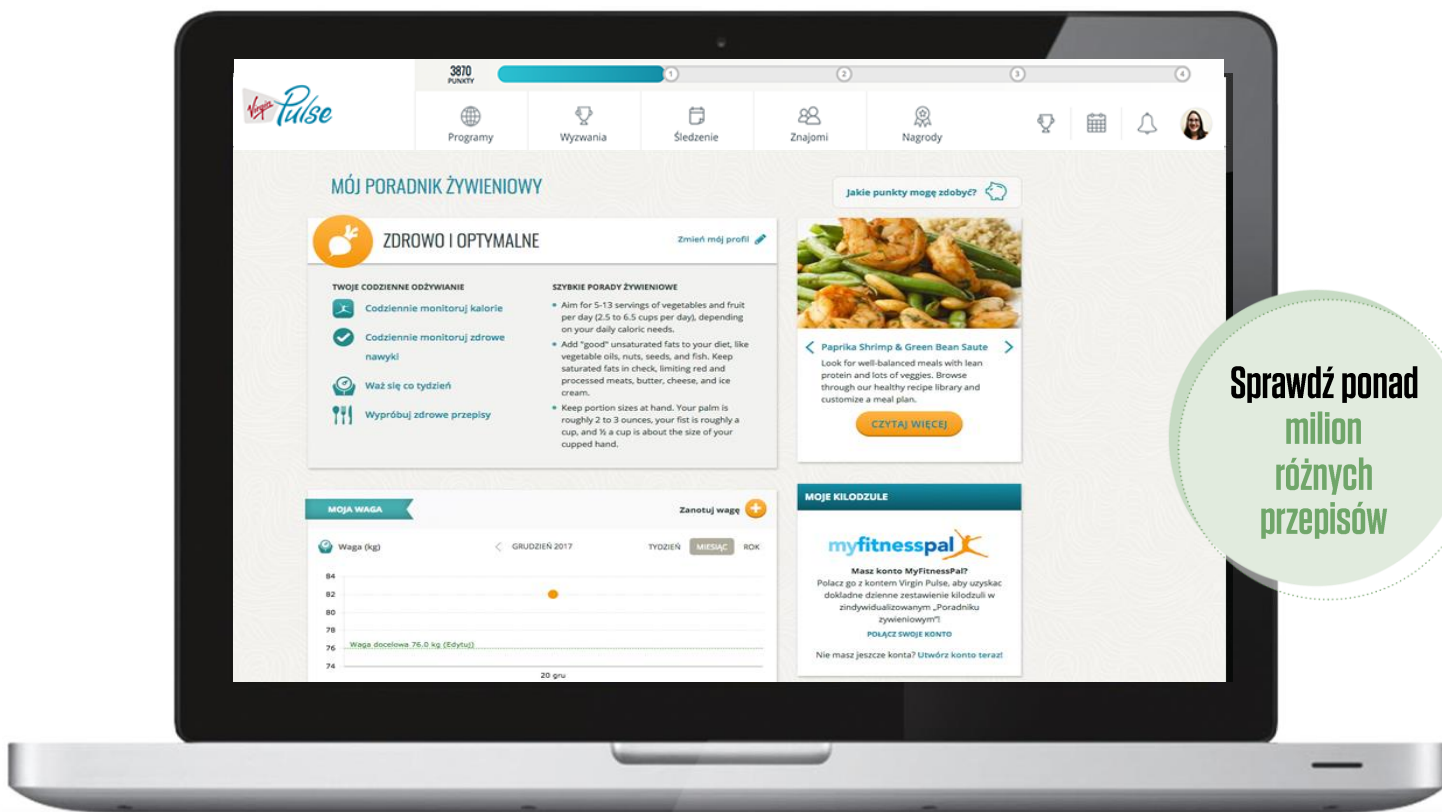 3870
PUNKTY
1
2
3
4
Virgin Pulse
Programy
Wyzwania
Śledzenie
Znajomi
Nagrody
MÓJ PORADNIK ŻYWIENIOWY
Jakie punkty mogę zdobyć?
ZDROWO I OPTYMALNE
Zmień mój profil
TWOJE CODZIENNE ODŻYWIANIE
Codziennie monitoruj kalorie
Codziennie monitoruj zdrowe
nawyki
Waż się co tydzień
Wypróbuj zdrowe przepisy
SZYBKIE PORADY ŻYWIENIOWE
• Aim for 5-13 servings of vegetables and fruit
per day (2.5 to 6.5 cups per day), depending
on your daily caloric needs.
• Add "good" unsaturated fats to your diet, like
vegetable oils, nuts, seeds, and fish. Keep
saturated fats in check, limiting red and
processed meats, butter, cheese, and ice
cream.
• Keep portion sizes at hand. Your palm is
roughly 2 to 3 ounces, your fist is roughly a
cup, and ½ a cup is about the size of your
cupped hand.
Paprika Shrimp & Green Bean Saute
Look for well-balanced meals with lean
protein and lots of veggies. Browse
through our healthy recipe library and
customize a meal plan.
CZYTAJ WIĘCEJ
MOJA WAGA
Zanotuj wagę
Waga (kg)
GRUDZIEŃ 2017
TYDZIEŃ MIESIĄC ROK
84
82
80
78
76
74
Waga docelowa 76.0 kg (Edytuj)
20 gru
MOJE KILODZULE
myfitnesspal
Masz konto MyFitnessPal?
Polacz go z kontem Virgin Pulse, aby uzyskac
dokladne dzienne zestawienie kilodzuli w
zindywidualizowanym „Poradniku
zywieniowym"!
POŁĄCZ SWOJE KONTO
Nie masz jeszcze konta? Utwórz konto teraz!
Sprawdź ponad
milion
różnych
przepisów